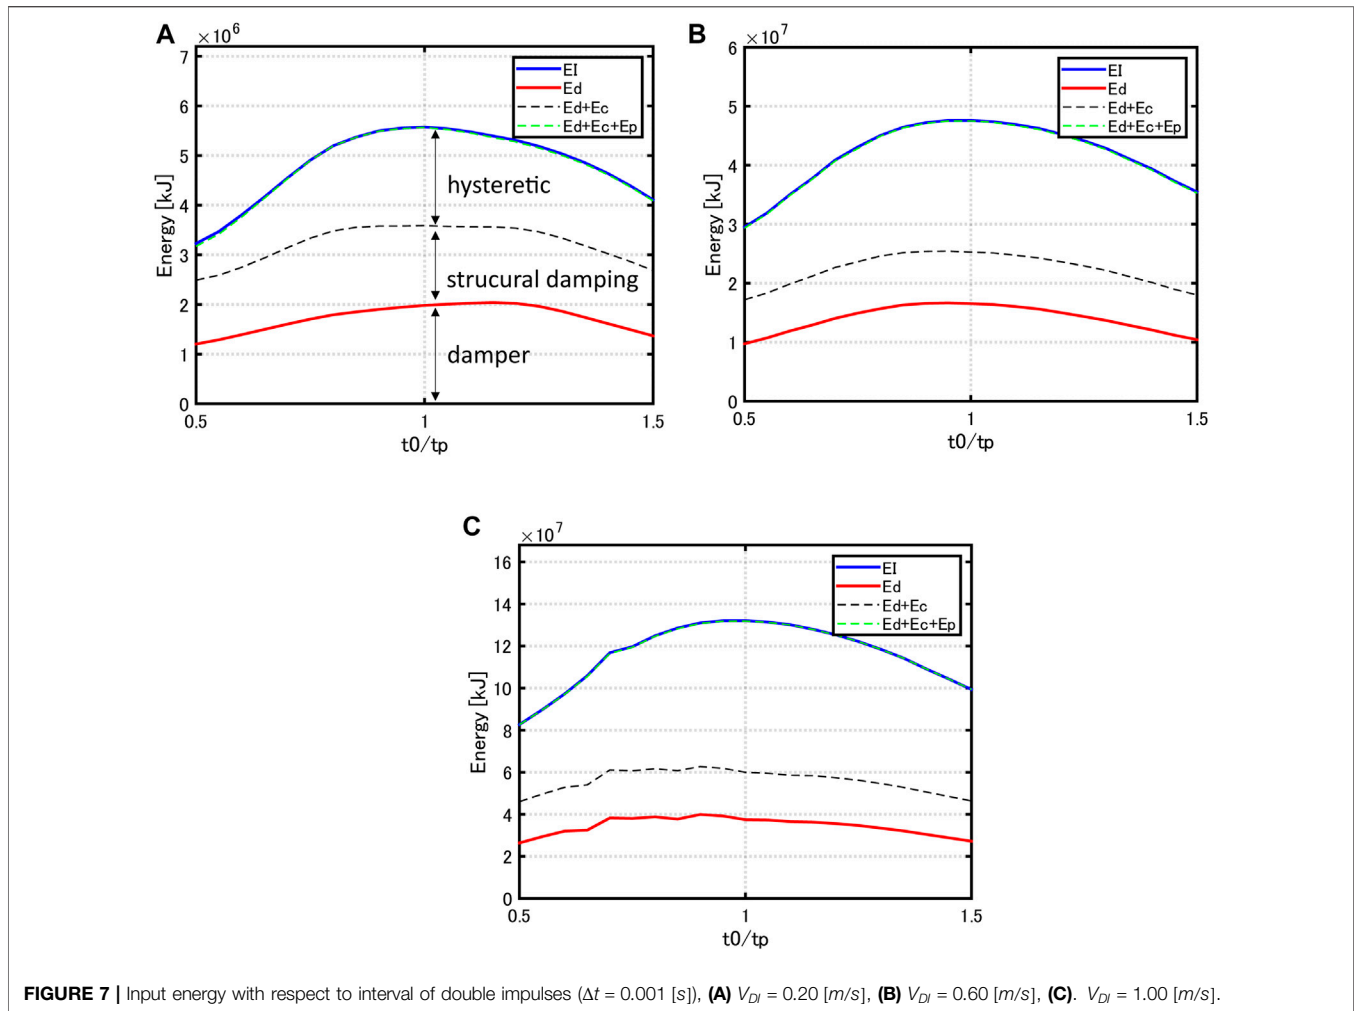 A
×10^6
7
6
5
4
3
2
1
0
Energy [kJ]
0.5
1
1.5
t0/tp
EI
Ed
Ed+Ec
Ed+Ec+Ep
hysteretic
strucural damping
damper
B
6 ×10^7
5
4
3
2
1
0
Energy [kJ]
0.5
1
1.5
t0/tp
EI
Ed
Ed+Ec
Ed+Ec+Ep
C
×10^7
16
14
12
10
8
6
4
2
0
Energy [kJ]
0.5
1
1.5
t0/tp
EI
Ed
Ed+Ec
Ed+Ec+Ep
FIGURE 7 | Input energy with respect to interval of double impulses (Δt = 0.001 [s]), (A) V_DI = 0.20 [m/s], (B) V_DI = 0.60 [m/s], (C). V_DI = 1.00 [m/s].